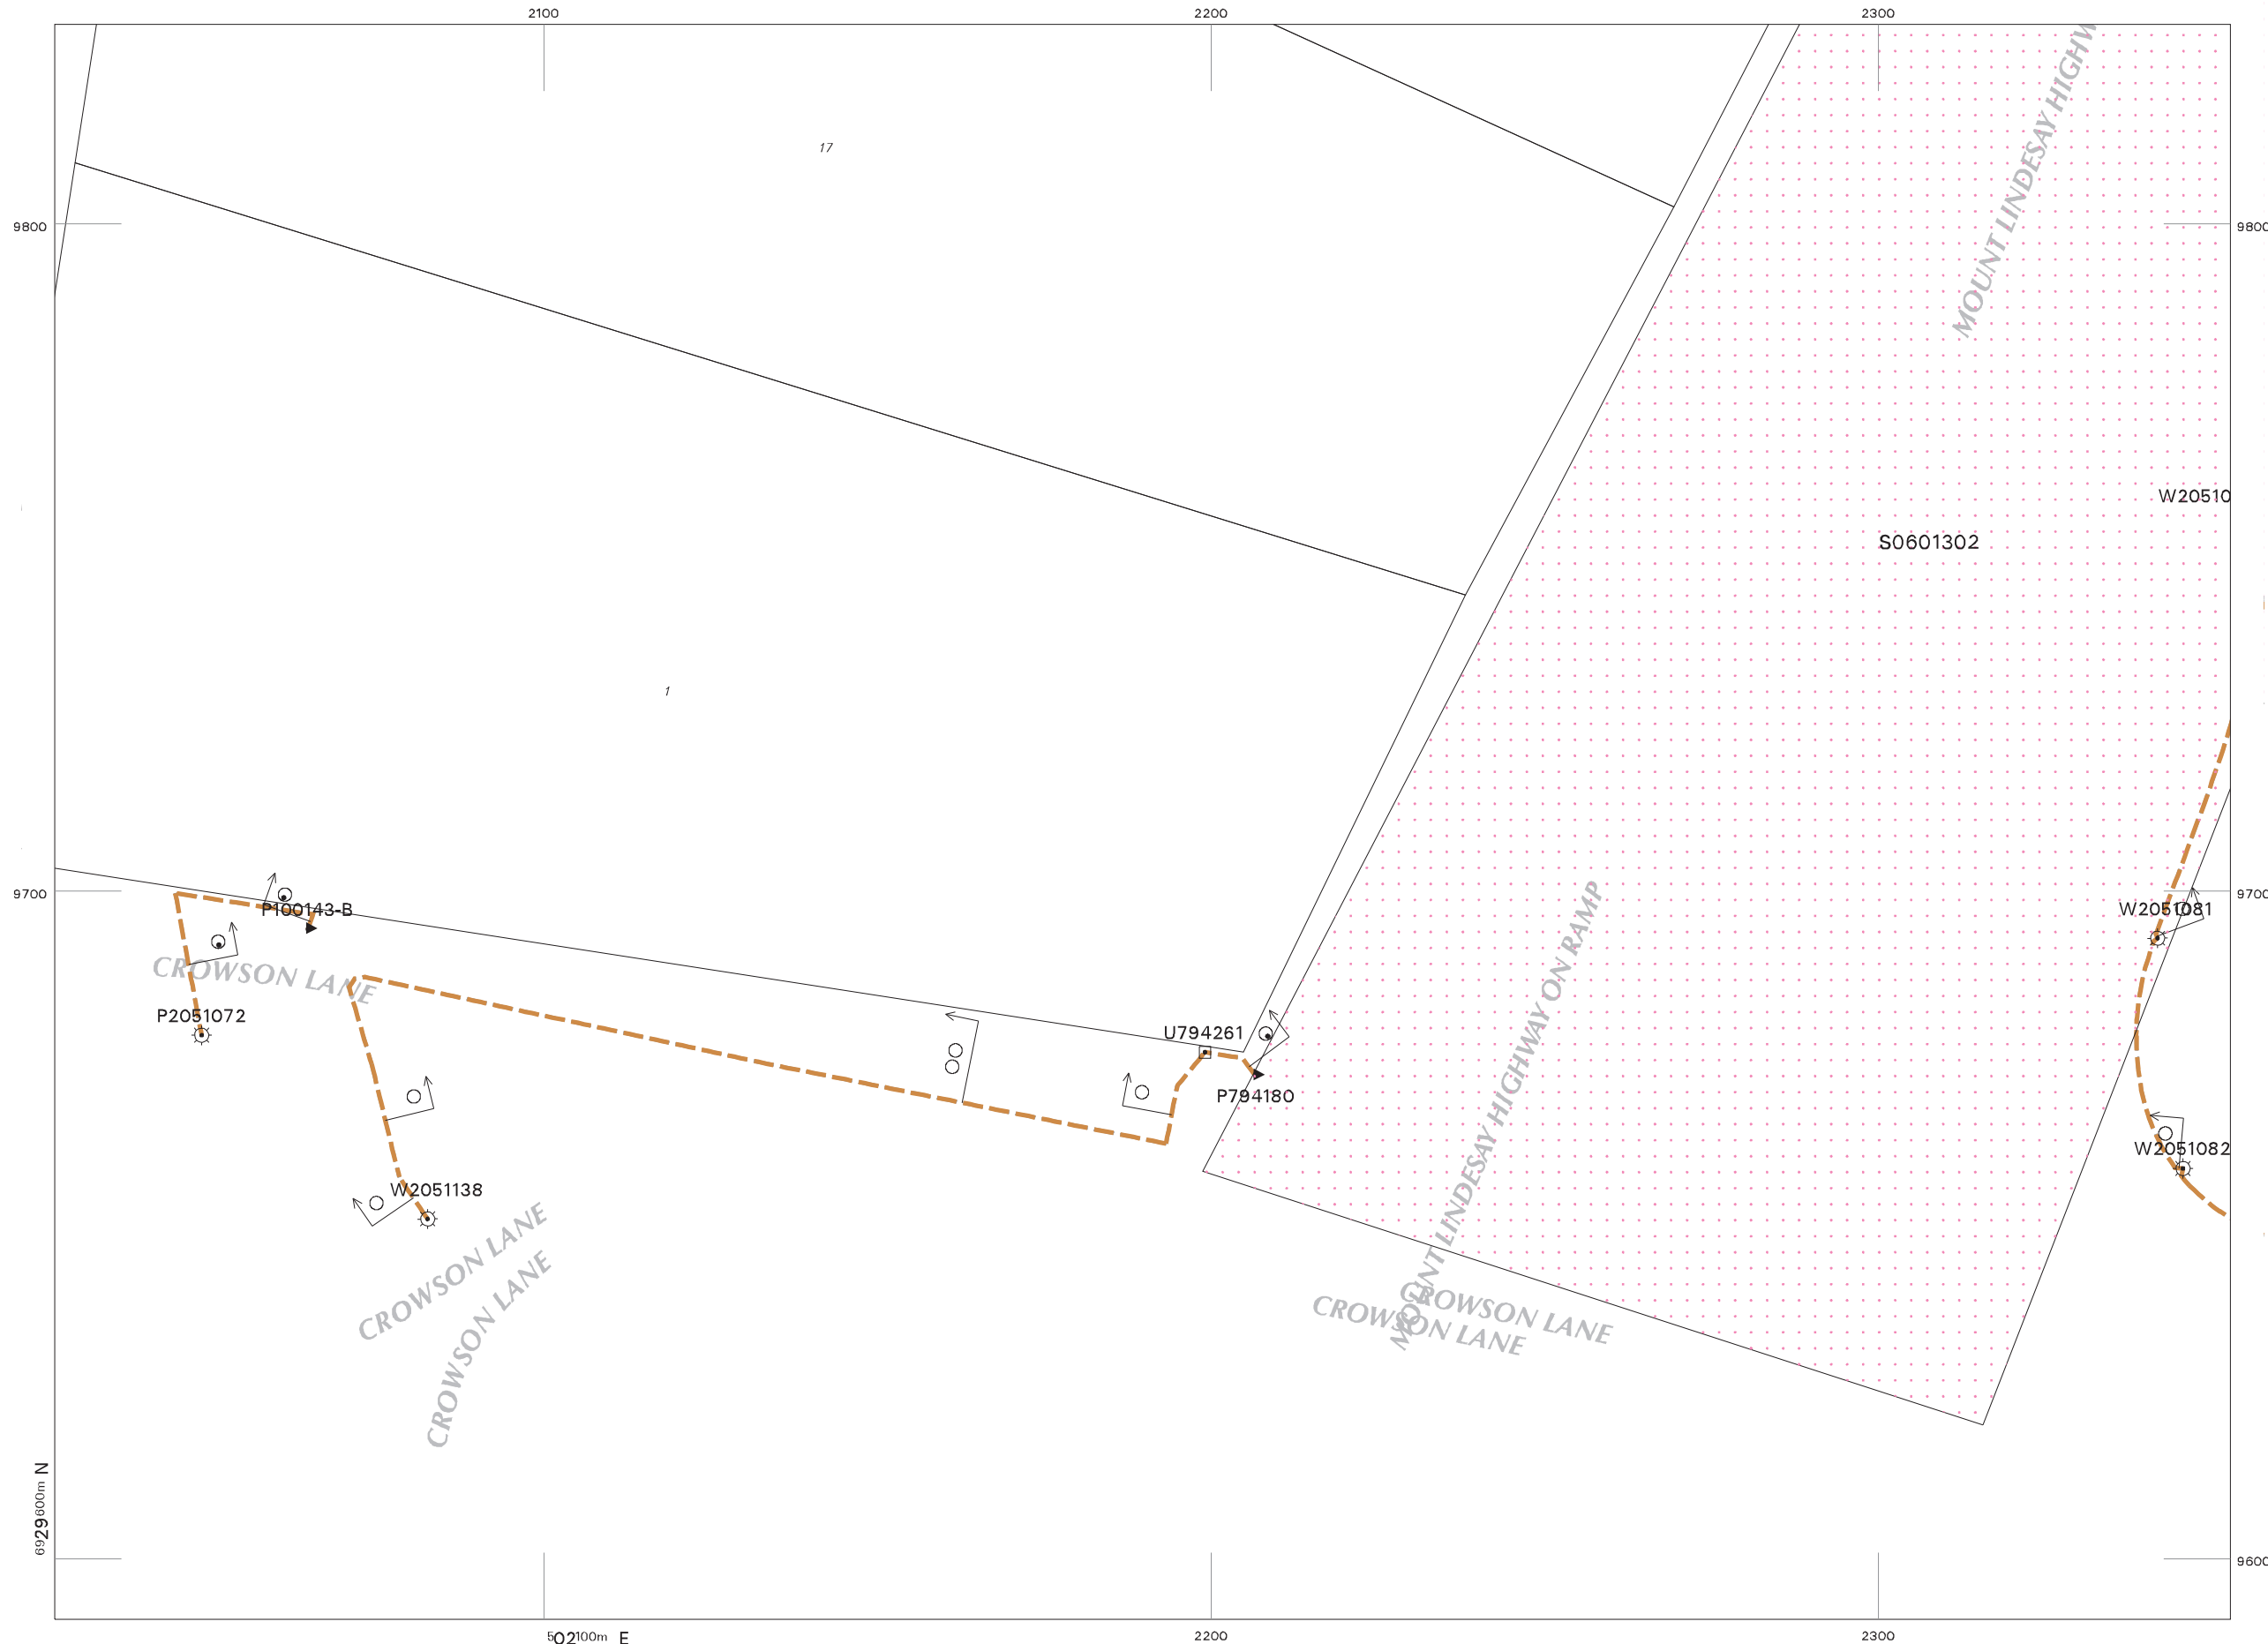 2100
2200
2300
MOUNT LINDESAY HIGHW
17
9800
9800
W20510
S0601302
1
9700
9700
P100143-B
W2051081
CROWSON LANE
P2051072
U794261
P794180
MOUNT LINDESAY HIGHWAY ON RAMP
W2051082
W2051138
CROWSON LANE
CROWSON LANE
CROWSON LANE
CROWSON LANE
6929600m N
9600
502100m E
2200
2300